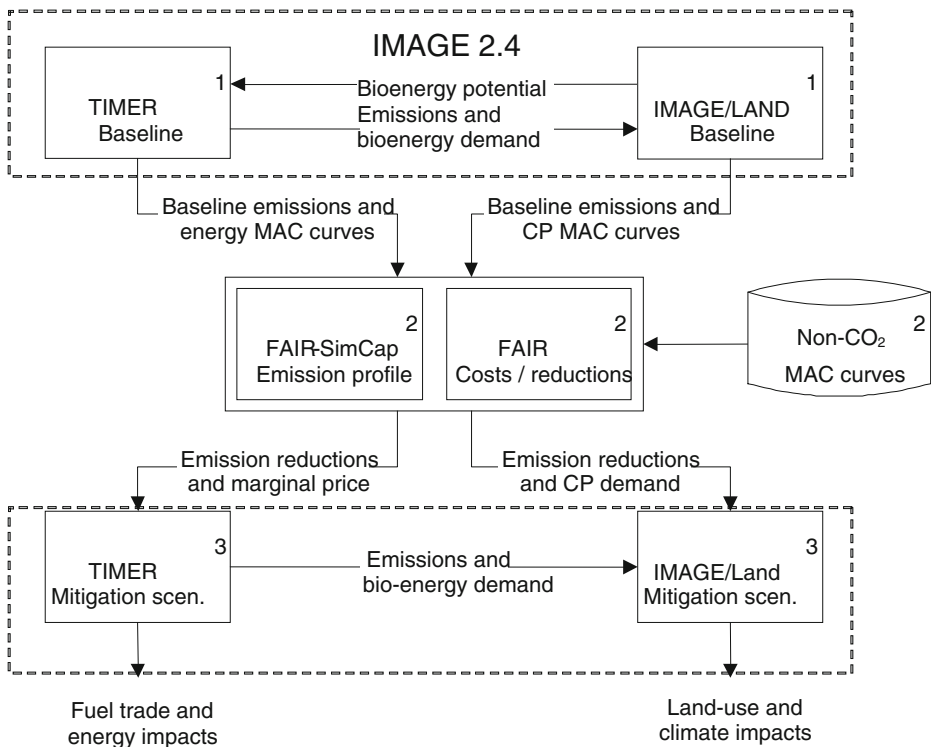 IMAGE 2.4
1
TIMER
Baseline
Bioenergy potential
Emissions and
bioenergy demand
1
IMAGE/LAND
Baseline
Baseline emissions and
energy MAC curves
Baseline emissions and
CP MAC curves
2
FAIR-SimCap
Emission profile
2
FAIR
Costs / reductions
2
Non-CO₂
MAC curves
Emission reductions
and marginal price
Emission reductions
and CP demand
3
TIMER
Mitigation scen.
Emissions and
bio-energy demand
3
IMAGE/Land
Mitigation scen.
Fuel trade and
energy impacts
Land-use and
climate impacts